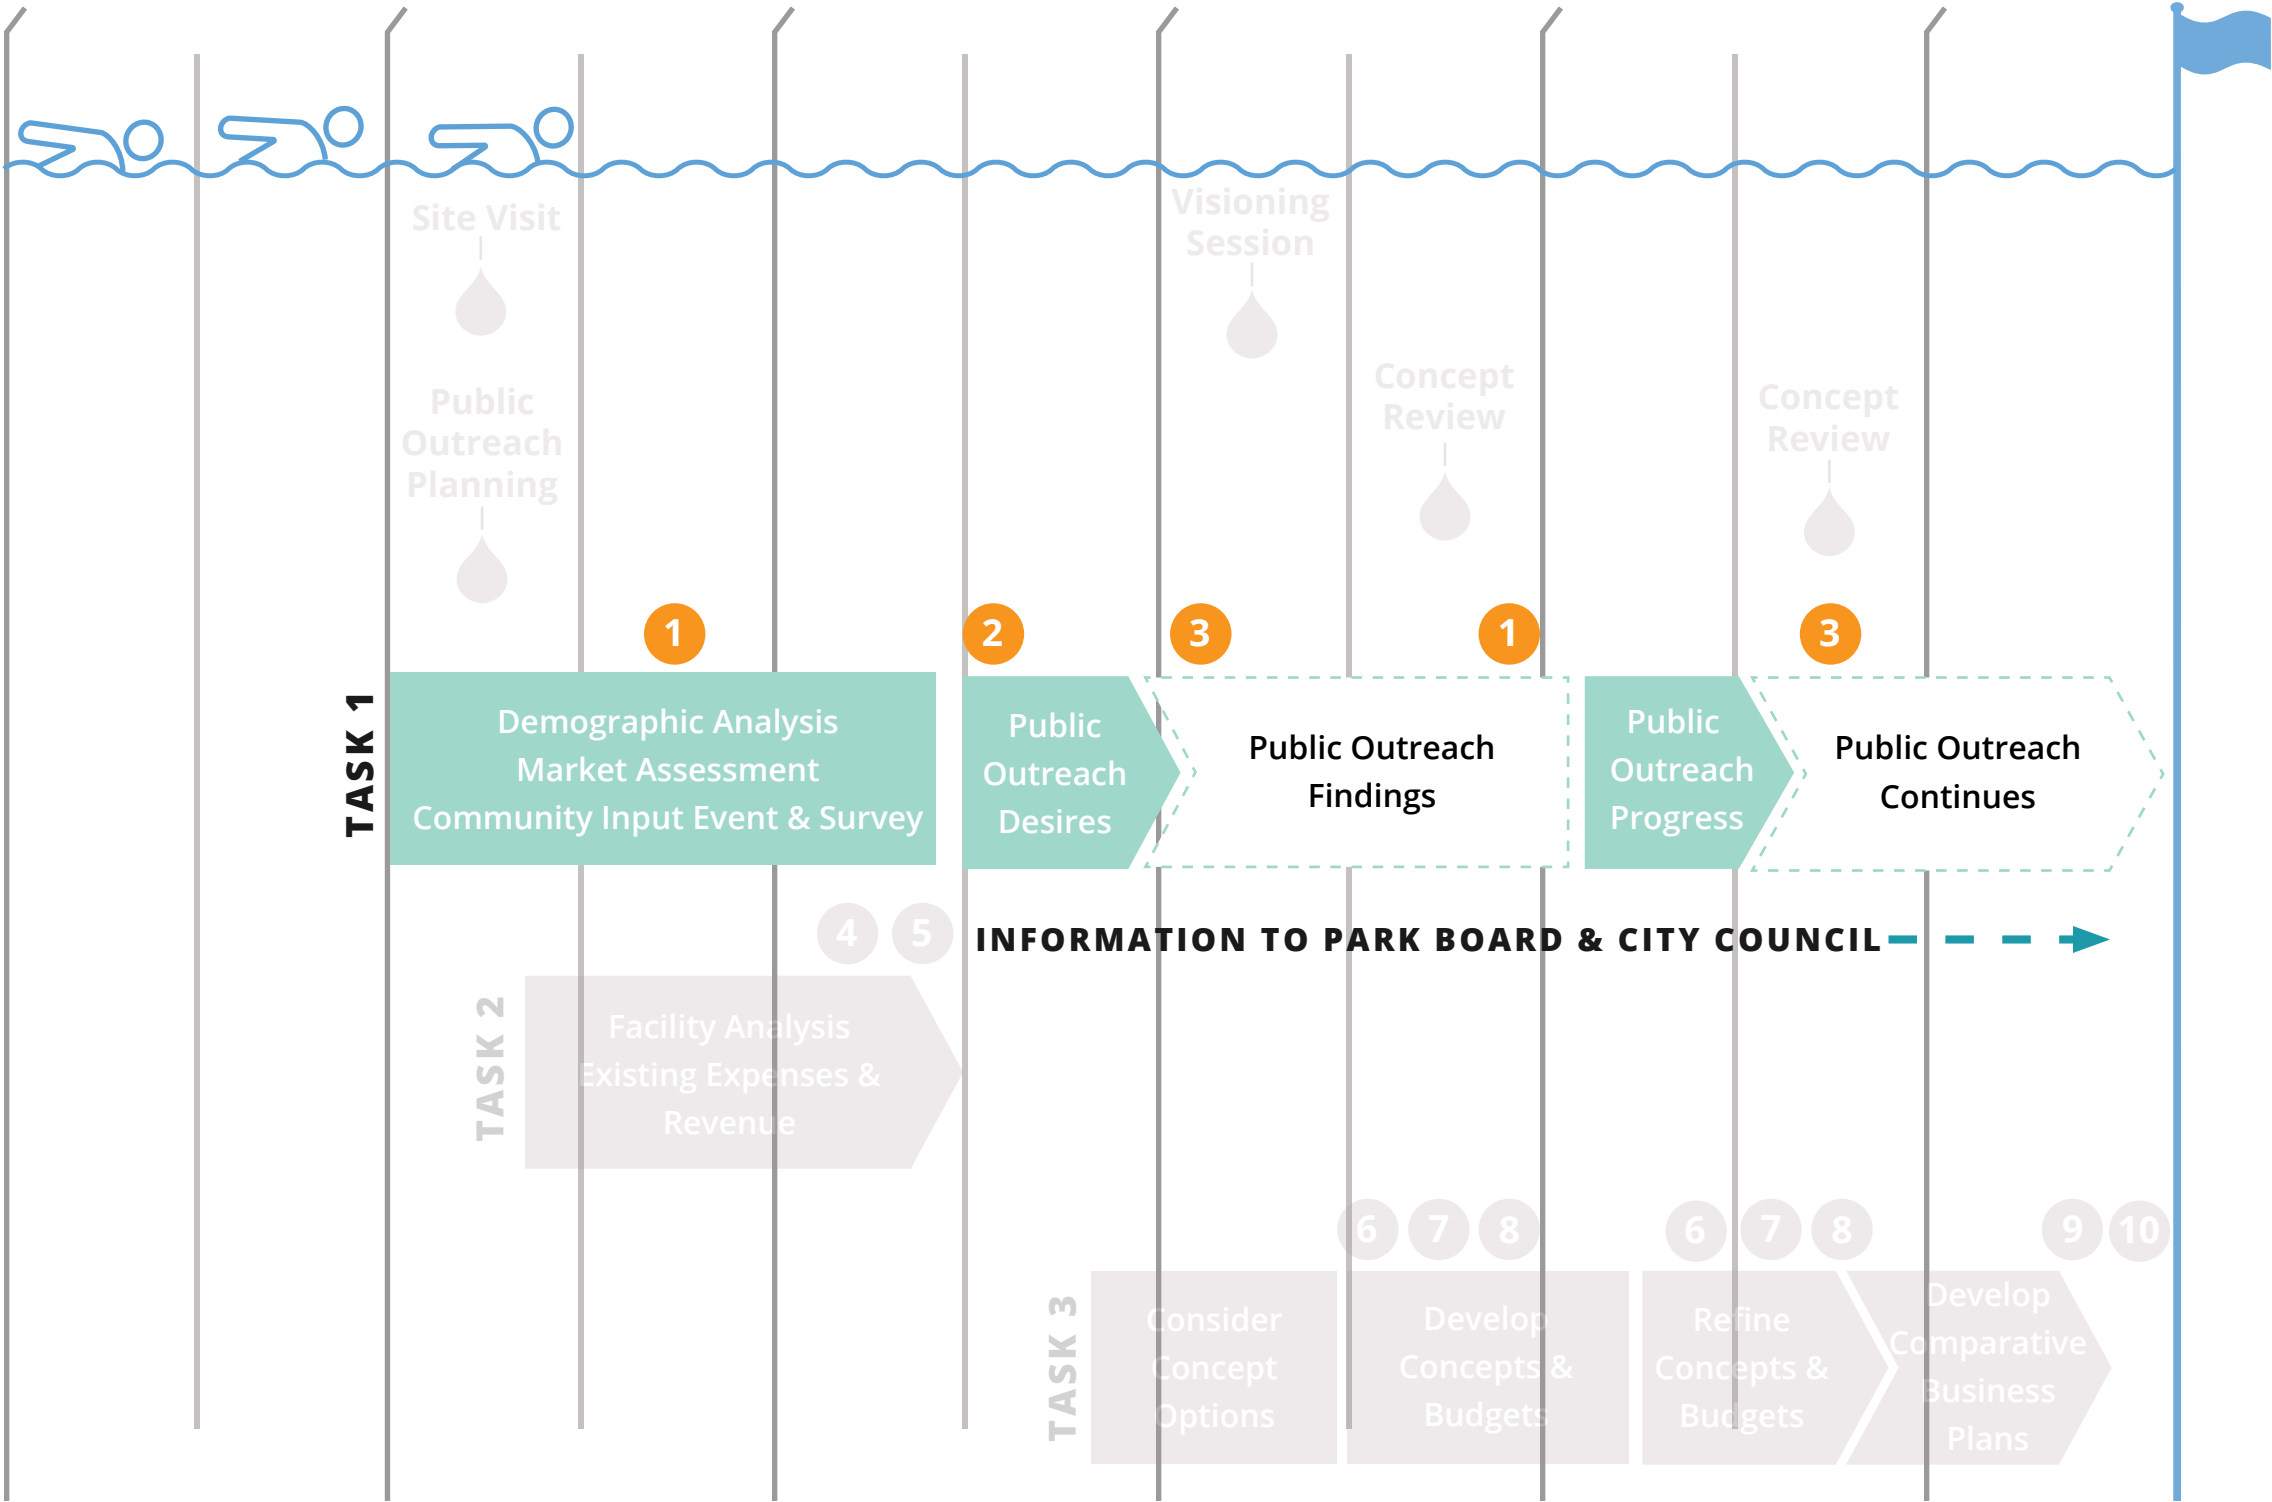 Site Visit
Visioning
Session
Public
Outreach
Planning
Concept
Review
Concept
Review
1
2
3
1
3
TASK 1
Demographic Analysis
Market Assessment
Community Input Event & Survey
Public
Outreach
Desires
Public Outreach
Findings
Public
Outreach
Progress
Public Outreach
Continues
4
5
INFORMATION TO PARK BOARD & CITY COUNCIL
TASK 2
Facility Analysis
Existing Expenses &
Revenue
6
7
8
6
7
8
9
10
TASK 3
Consider
Concept
Options
Develop
Concepts &
Budgets
Refine
Concepts &
Budgets
Develop
Comparative
Business
Plans